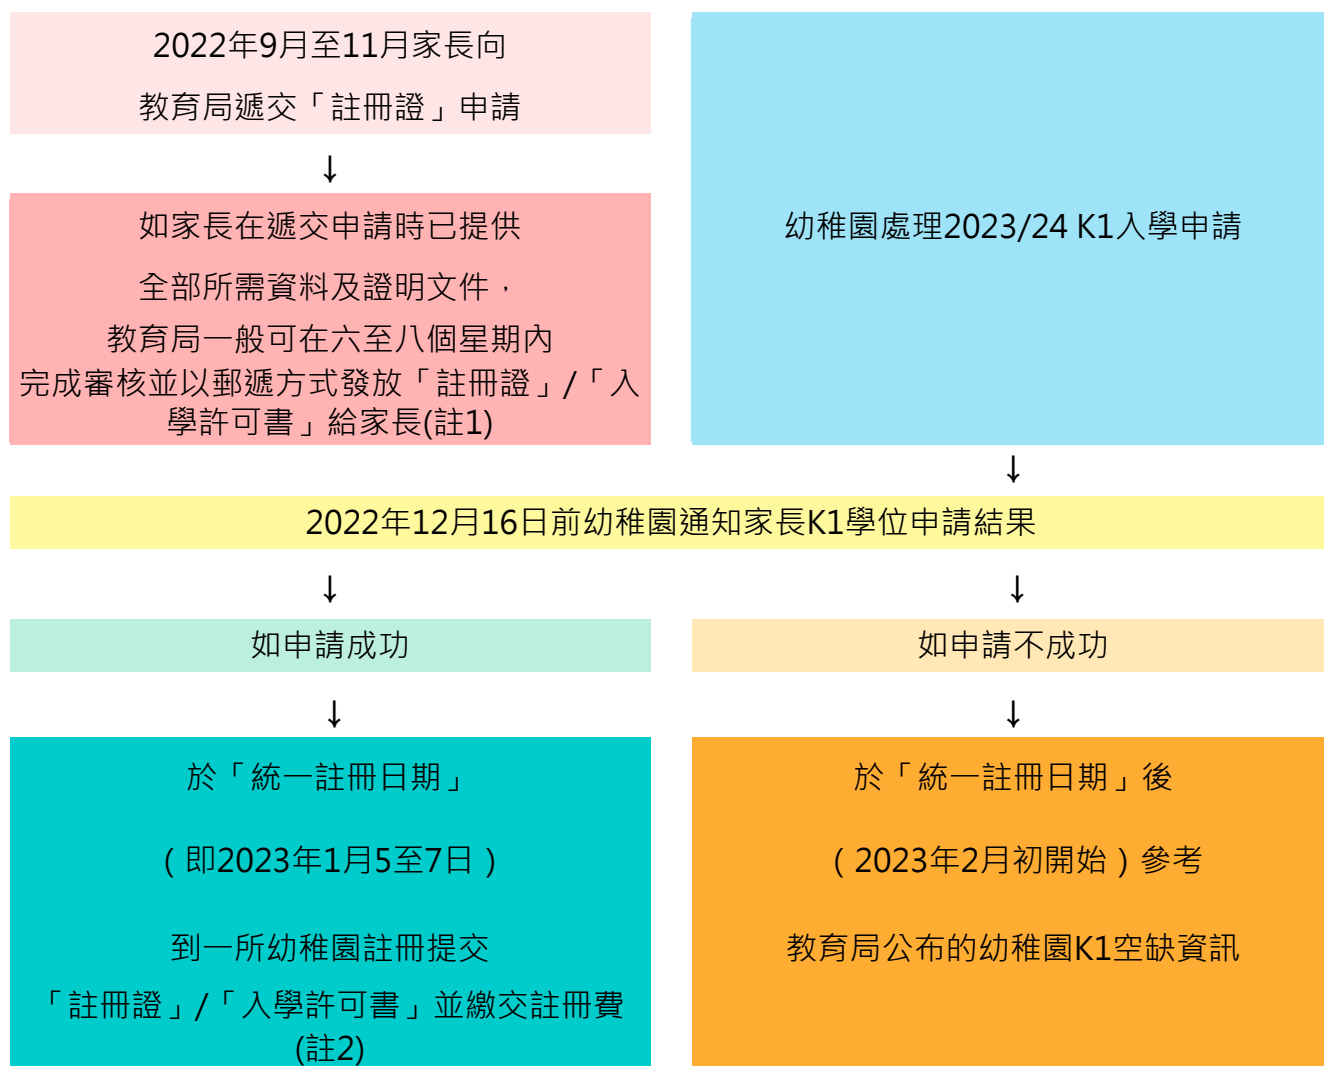 2022年9月至11月家長向
教育局遞交「註冊證」申請
↓
如家長在遞交申請時已提供
全部所需資料及證明文件，
教育局一般可在六至八個星期內
完成審核並以郵遞方式發放「註冊證」/「入
學許可書」給家長(註1)
幼稚園處理2023/24 K1入學申請
↓
2022年12月16日前幼稚園通知家長K1學位申請結果
↓
↓
如申請成功
如申請不成功
↓
↓
於「統一註冊日期」
（即2023年1月5至7日）
到一所幼稚園註冊提交
「註冊證」/「入學許可書」並繳交註冊費
(註2)
於「統一註冊日期」後
（2023年2月初開始）參考
教育局公布的幼稚園K1空缺資訊